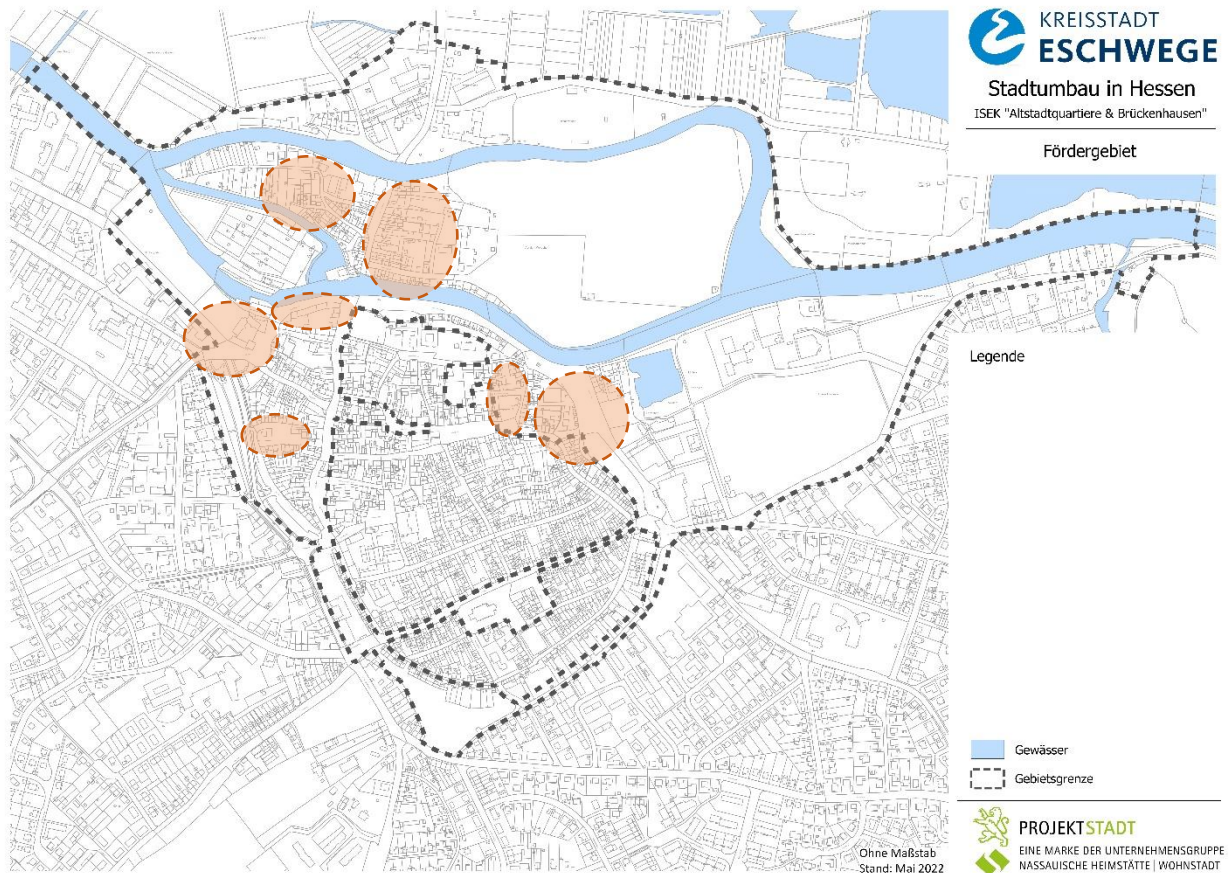 KREISSTADT
ESCHWEGE
Stadtumbau in Hessen
ISEK "Altstadtquartiere & Brückenhausen"
Fördergebiet
Legende
Gewässer
Gebietsgrenze
Ohne Maßstab
Stand: Mai 2022
PROJEKTSTADT
EINE MARKE DER UNTERNEHMENSGRUPPE
NASSAUISCHE HEIMSTÄTTE | WOHNSTADT